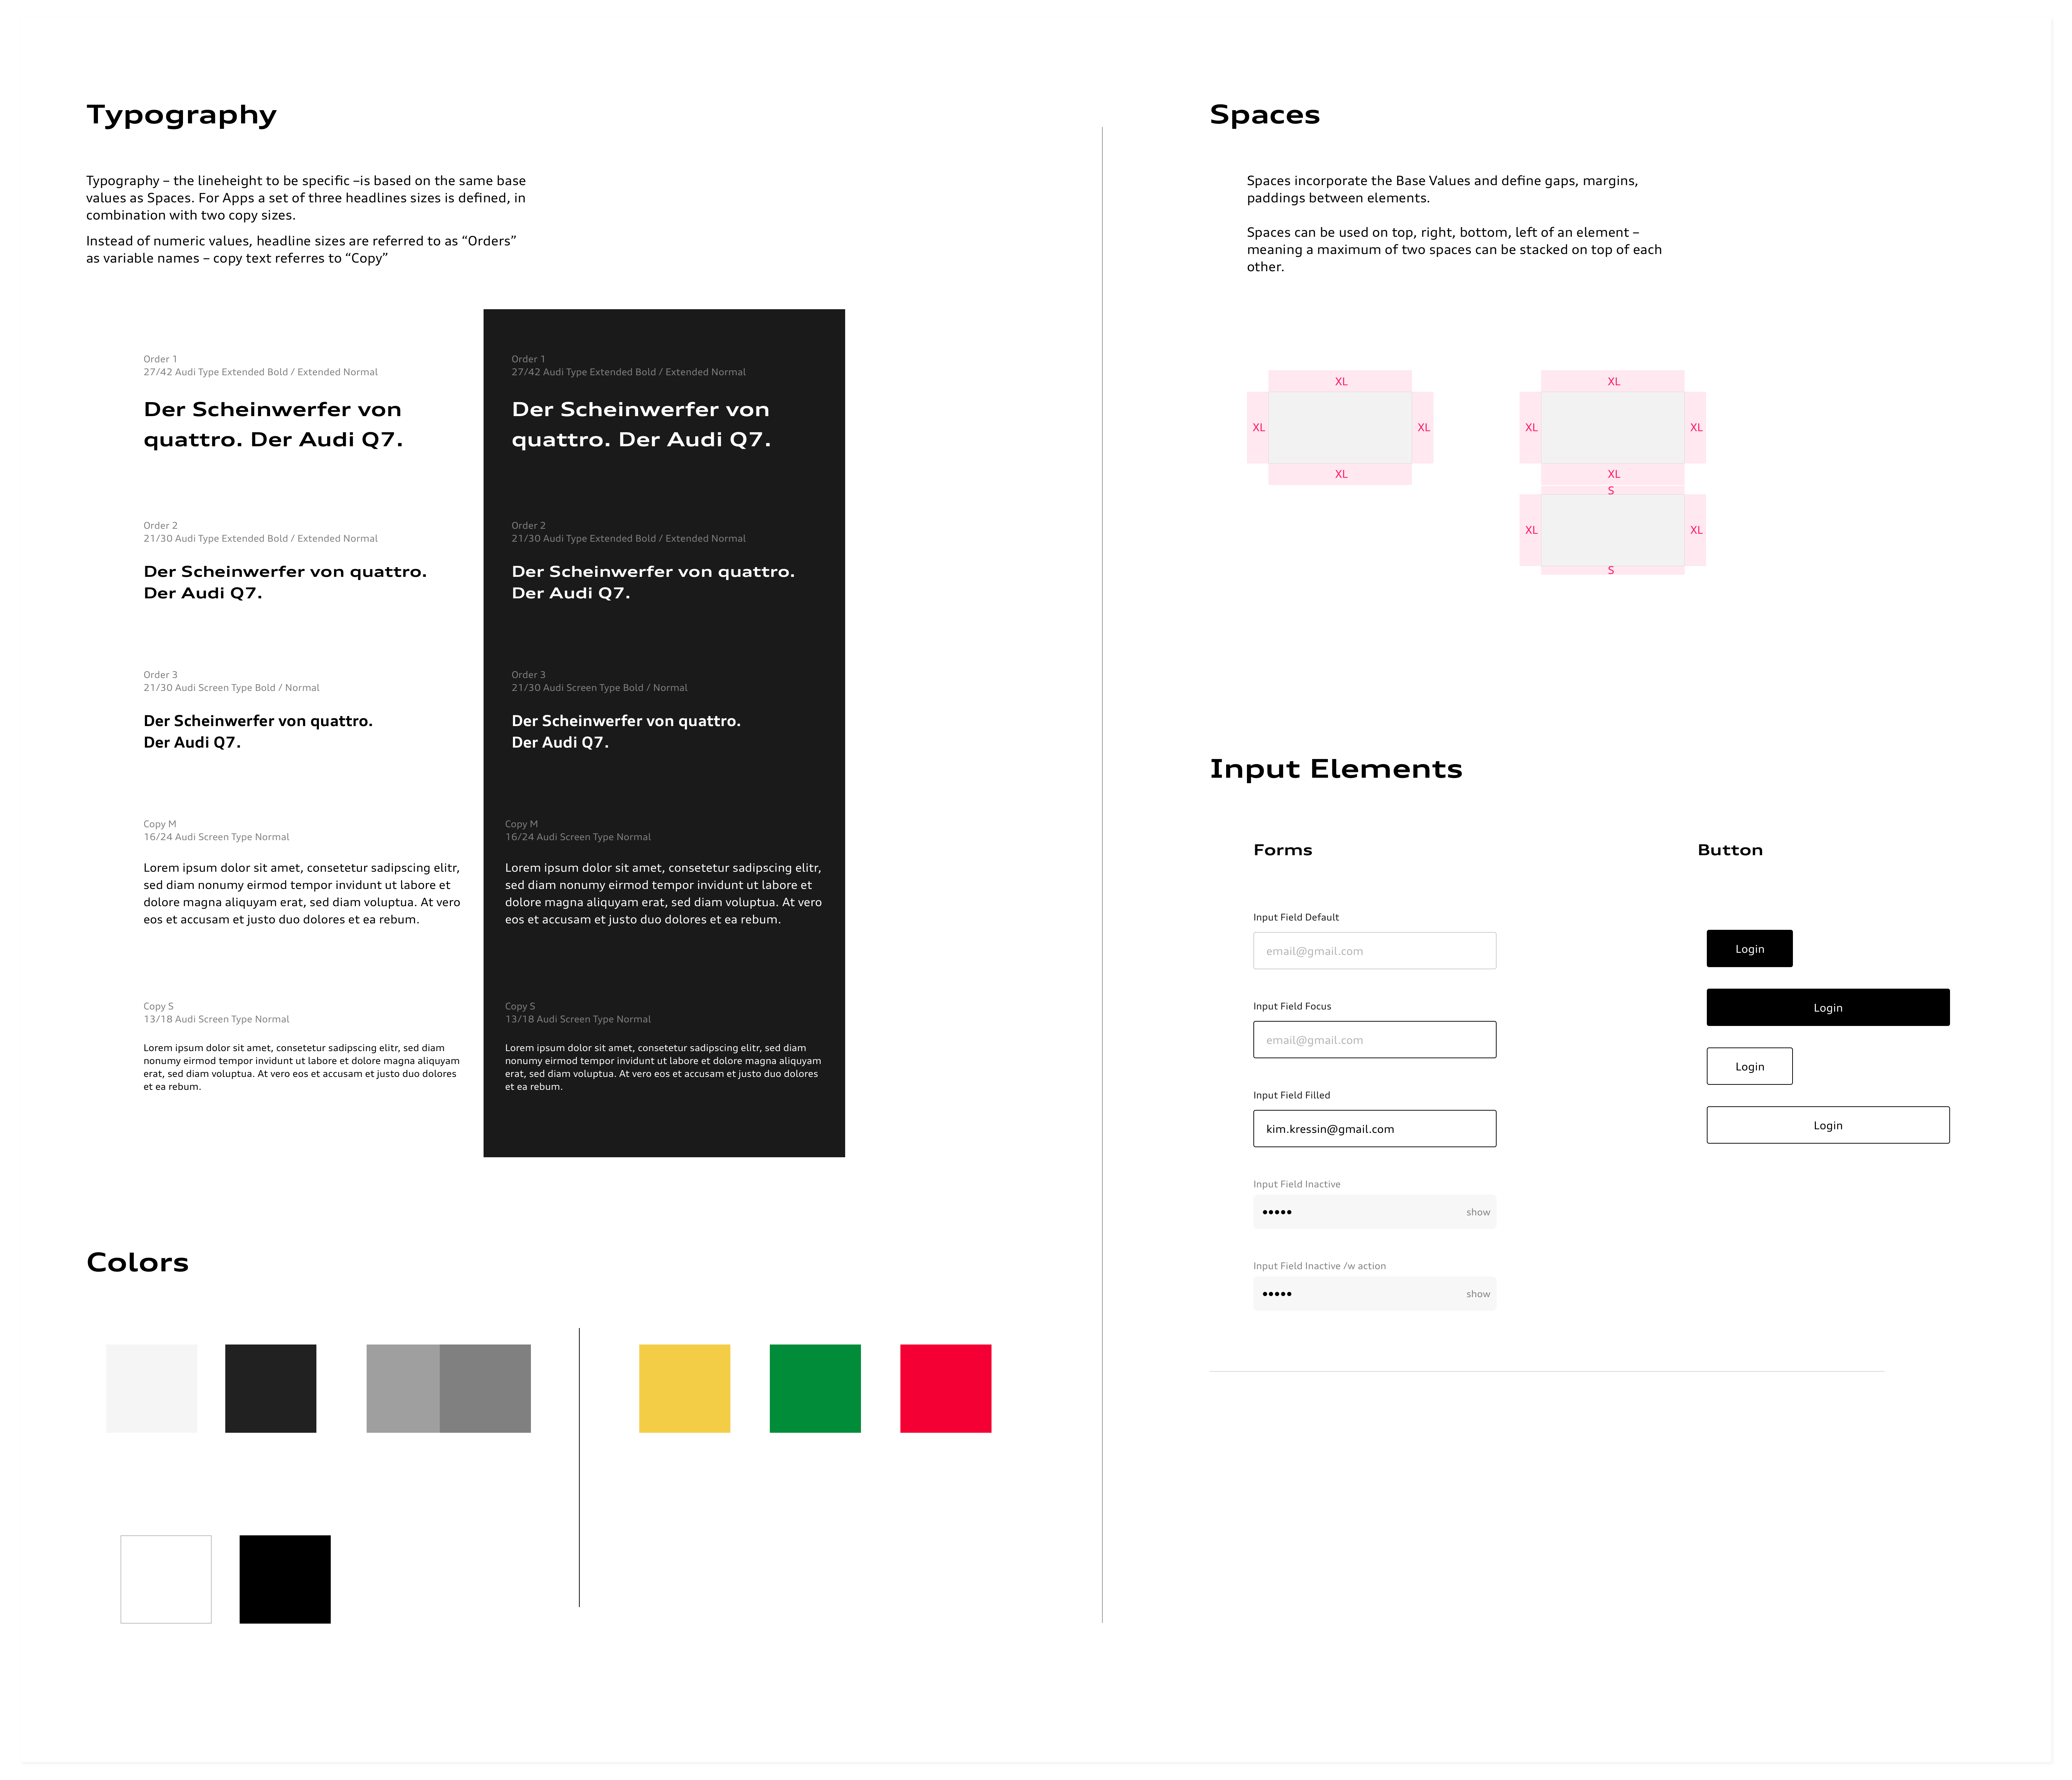 Typography
Typography – the lineheight to be specific –is based on the same base
values as Spaces. For Apps a set of three headlines sizes is defined, in
combination with two copy sizes.
Instead of numeric values, headline sizes are referred to as “Orders”
as variable names – copy text referres to “Copy”
Order 1
27/42 Audi Type Extended Bold / Extended Normal
Der Scheinwerfer von
quattro. Der Audi Q7.
Order 2
21/30 Audi Type Extended Bold / Extended Normal
Der Scheinwerfer von quattro.
Der Audi Q7.
Order 3
21/30 Audi Screen Type Bold / Normal
Der Scheinwerfer von quattro.
Der Audi Q7.
Copy M
16/24 Audi Screen Type Normal
Lorem ipsum dolor sit amet, consetetur sadipscing elitr,
sed diam nonumy eirmod tempor invidunt ut labore et
dolore magna aliquyam erat, sed diam voluptua. At vero
eos et accusam et justo duo dolores et ea rebum.
Copy S
13/18 Audi Screen Type Normal
Lorem ipsum dolor sit amet, consetetur sadipscing elitr, sed diam
nonumy eirmod tempor invidunt ut labore et dolore magna aliquyam
erat, sed diam voluptua. At vero eos et accusam et justo duo dolores
et ea rebum.
Order 1
27/42 Audi Type Extended Bold / Extended Normal
Der Scheinwerfer von
quattro. Der Audi Q7.
Order 2
21/30 Audi Type Extended Bold / Extended Normal
Der Scheinwerfer von quattro.
Der Audi Q7.
Order 3
21/30 Audi Screen Type Bold / Normal
Der Scheinwerfer von quattro.
Der Audi Q7.
Copy M
16/24 Audi Screen Type Normal
Lorem ipsum dolor sit amet, consetetur sadipscing elitr,
sed diam nonumy eirmod tempor invidunt ut labore et
dolore magna aliquyam erat, sed diam voluptua. At vero
eos et accusam et justo duo dolores et ea rebum.
Copy S
13/18 Audi Screen Type Normal
Lorem ipsum dolor sit amet, consetetur sadipscing elitr, sed diam
nonumy eirmod tempor invidunt ut labore et dolore magna aliquyam
erat, sed diam voluptua. At vero eos et accusam et justo duo dolores
et ea rebum.
Colors
Spaces
Spaces incorporate the Base Values and define gaps, margins,
paddings between elements.
Spaces can be used on top, right, bottom, left of an element –
meaning a maximum of two spaces can be stacked on top of each
other.
XL
XL
XL
XL
XL
XL
XL
XL
S
XL
XL
S
Input Elements
Forms
Input Field Default
email@gmail.com
Input Field Focus
email@gmail.com
Input Field Filled
kim.kressin@gmail.com
Input Field Inactive
•••••
show
Input Field Inactive /w action
•••••
show
Button
Login
Login
Login
Login